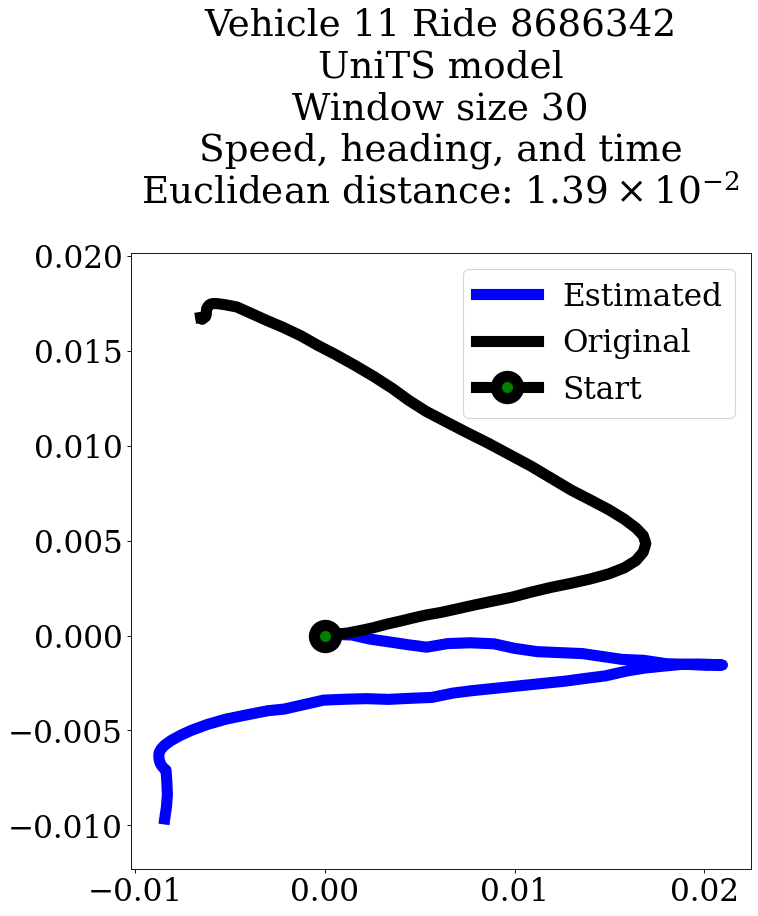 Vehicle 11 Ride 8686342
UniTS model
Window size 30
Speed, heading, and time
Euclidean distance: 1.39 × 10⁻²
0.020
0.015
0.010
0.005
0.000
−0.005
−0.010
Estimated
Original
Start
−0.01
0.00
0.01
0.02